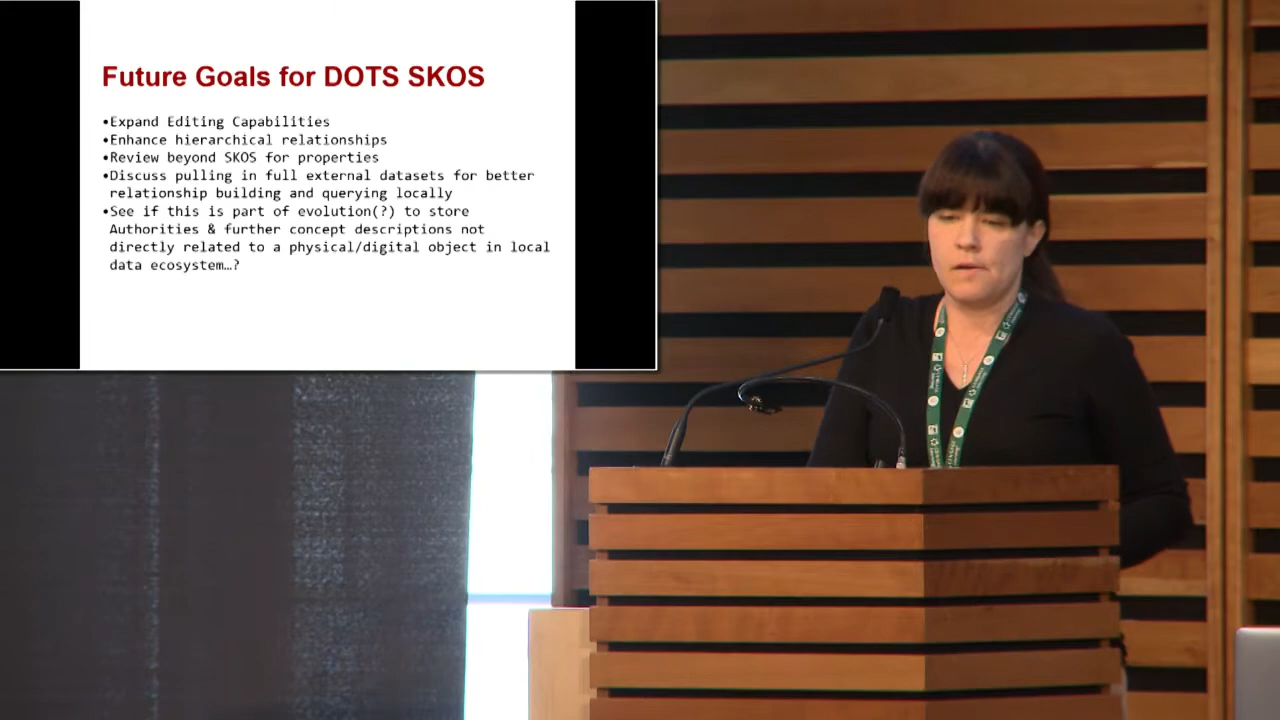 Future Goals for DOTS SKOS
•Expand Editing Capabilities
•Enhance hierarchical relationships
•Review beyond SKOS for properties
•Discuss pulling in full external datasets for better
relationship building and querying locally
•See if this is part of evolution(?) to store
Authorities & further concept descriptions not
directly related to a physical/digital object in local
data ecosystem…?